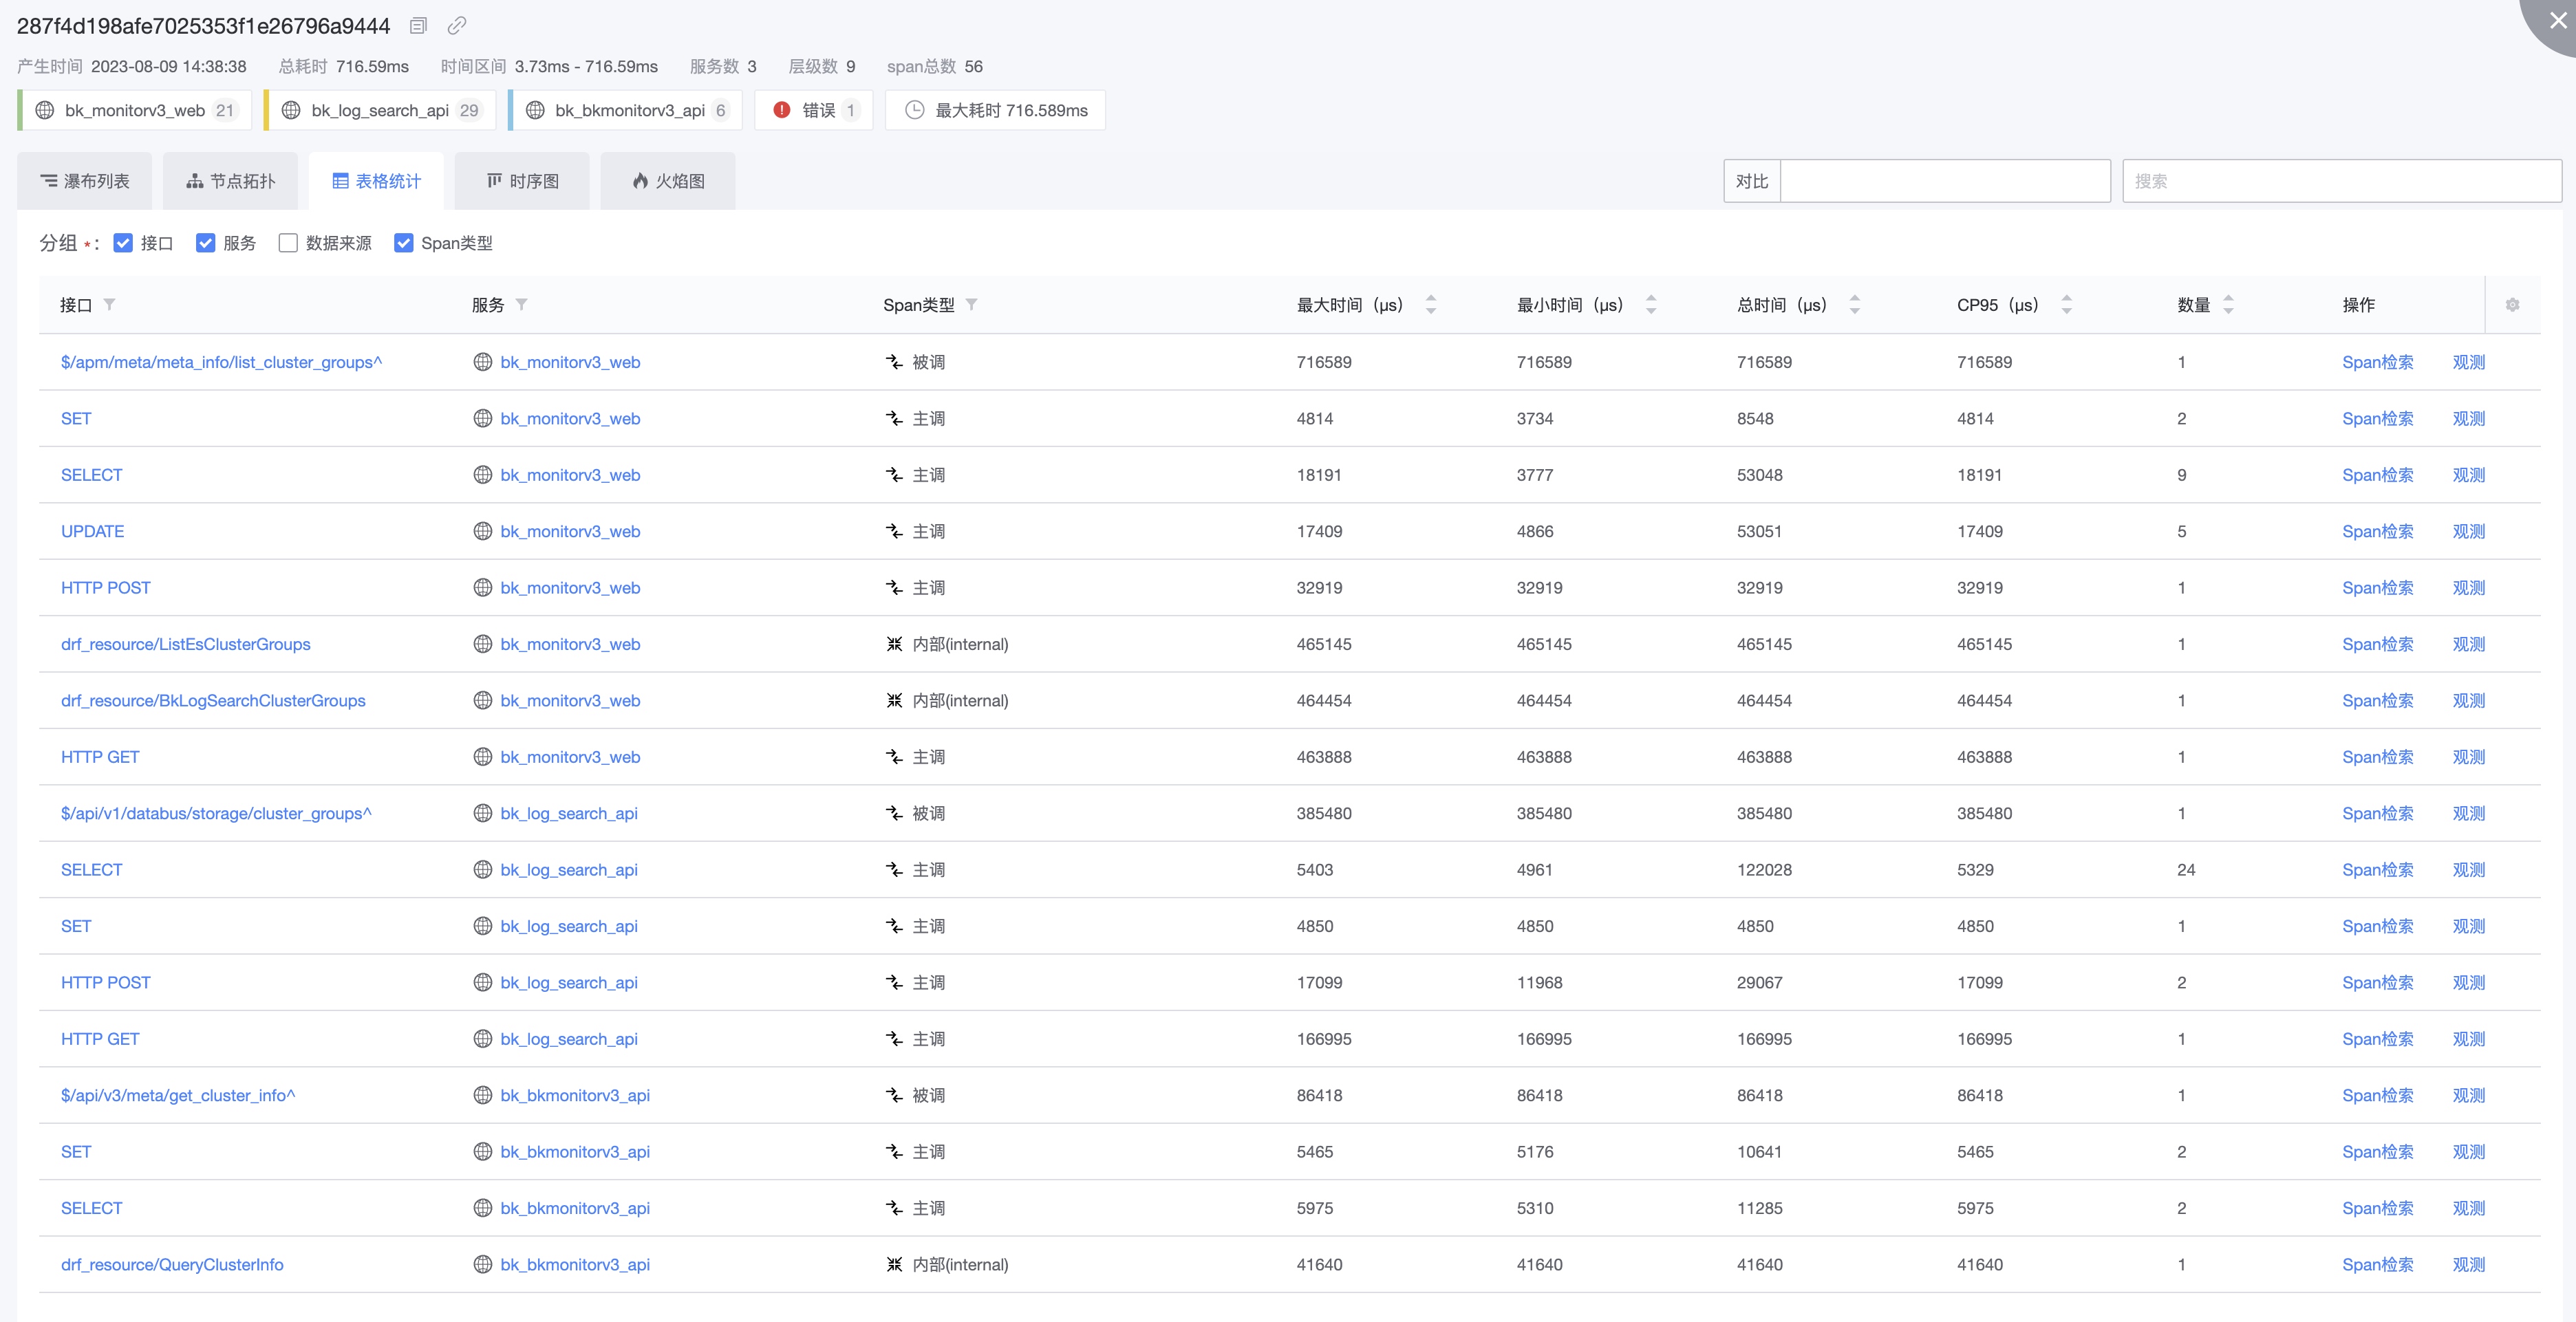 287f4d198afe7025353f1e26796a9444
产生时间 2023-08-09 14:38:38 总耗时 716.59ms 时间区间 3.73ms - 716.59ms 服务数 3 层级数 9 span总数 56
bk_monitorv3_web 21 bk_log_search_api 29 bk_bkmonitorv3_api 6 错误 1 最大耗时 716.589ms
瀑布列表 节点拓扑 表格统计 时序图 火焰图 对比 搜索
分组 * : 接口 服务 数据来源 Span类型
接口 服务 Span类型 最大时间（μs） 最小时间（μs） 总时间（μs） CP95（μs） 数量 操作
$/apm/meta/meta_info/list_cluster_groups^ bk_monitorv3_web 被调 716589 716589 716589 716589 1 Span检索 观测
SET bk_monitorv3_web 主调 4814 3734 8548 4814 2 Span检索 观测
SELECT bk_monitorv3_web 主调 18191 3777 53048 18191 9 Span检索 观测
UPDATE bk_monitorv3_web 主调 17409 4866 53051 17409 5 Span检索 观测
HTTP POST bk_monitorv3_web 主调 32919 32919 32919 32919 1 Span检索 观测
drf_resource/ListEsClusterGroups bk_monitorv3_web 内部(internal) 465145 465145 465145 465145 1 Span检索 观测
drf_resource/BkLogSearchClusterGroups bk_monitorv3_web 内部(internal) 464454 464454 464454 464454 1 Span检索 观测
HTTP GET bk_monitorv3_web 主调 463888 463888 463888 463888 1 Span检索 观测
$/api/v1/databus/storage/cluster_groups^ bk_log_search_api 被调 385480 385480 385480 385480 1 Span检索 观测
SELECT bk_log_search_api 主调 5403 4961 122028 5329 24 Span检索 观测
SET bk_log_search_api 主调 4850 4850 4850 4850 1 Span检索 观测
HTTP POST bk_log_search_api 主调 17099 11968 29067 17099 2 Span检索 观测
HTTP GET bk_log_search_api 主调 166995 166995 166995 166995 1 Span检索 观测
$/api/v3/meta/get_cluster_info^ bk_bkmonitorv3_api 被调 86418 86418 86418 86418 1 Span检索 观测
SET bk_bkmonitorv3_api 主调 5465 5176 10641 5465 2 Span检索 观测
SELECT bk_bkmonitorv3_api 主调 5975 5310 11285 5975 2 Span检索 观测
drf_resource/QueryClusterInfo bk_bkmonitorv3_api 内部(internal) 41640 41640 41640 41640 1 Span检索 观测